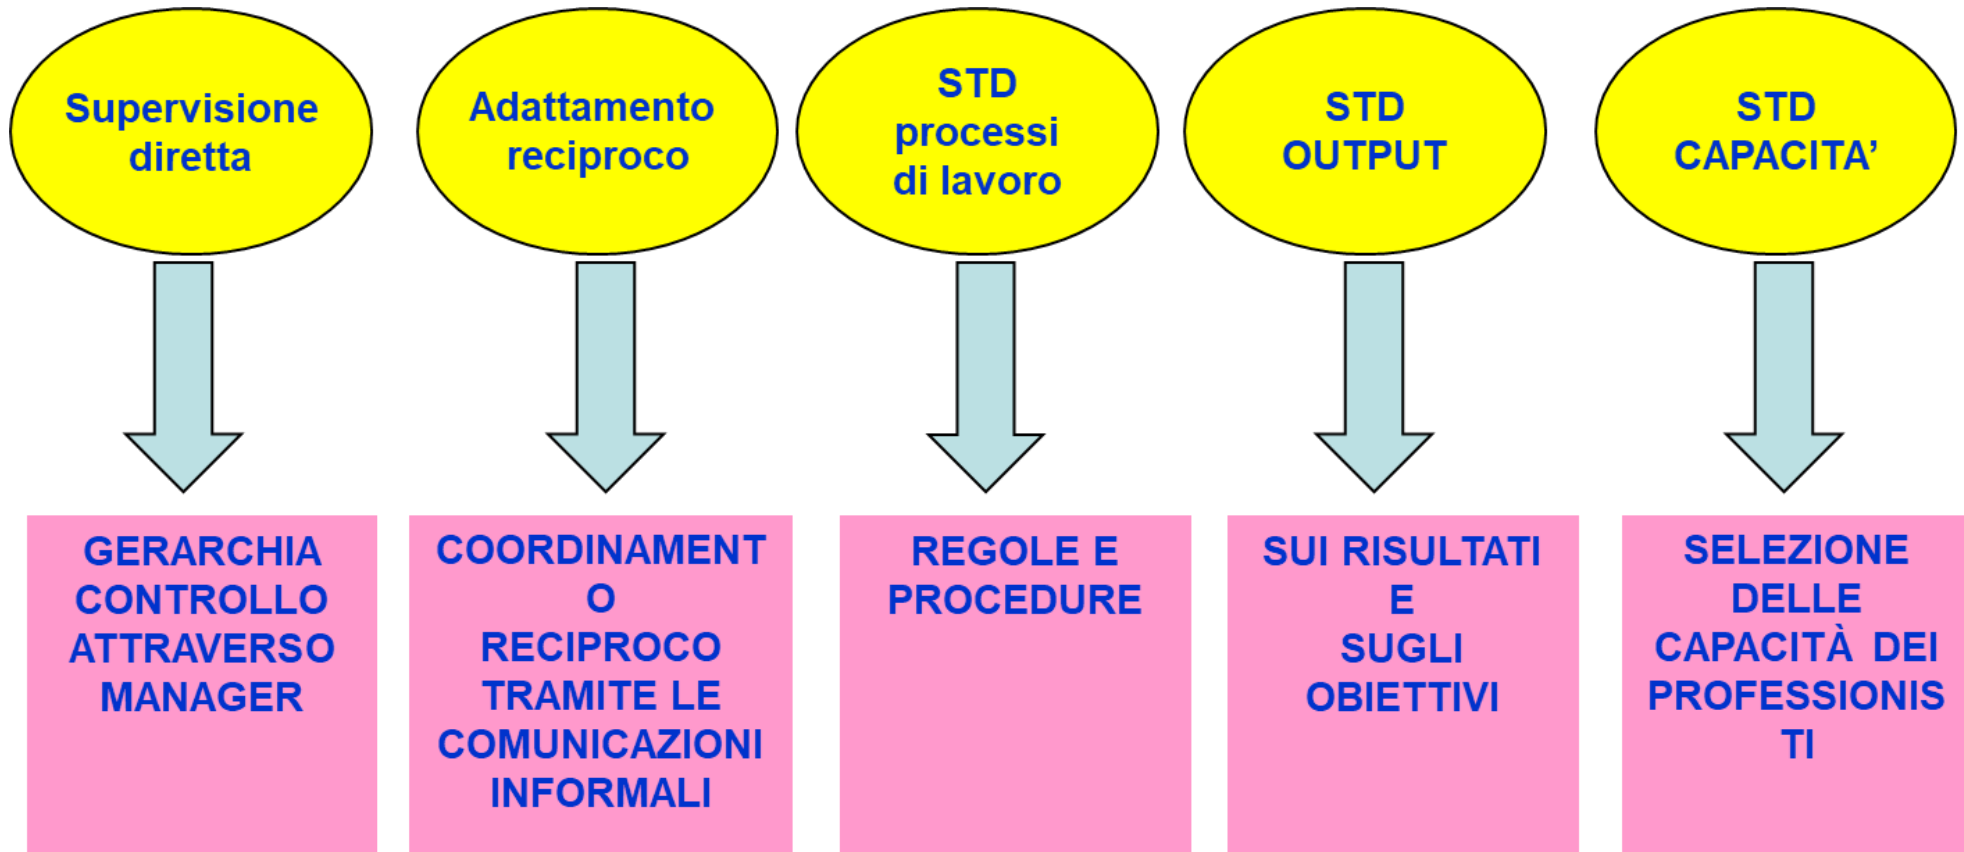 Supervisione
diretta
Adattamento
reciproco
STD
processi
di lavoro
STD
OUTPUT
STD
CAPACITA’
GERARCHIA
CONTROLLO
ATTRAVERSO
MANAGER
COORDINAMENT
O
RECIPROCO
TRAMITE LE
COMUNICAZIONI
INFORMALI
REGOLE E
PROCEDURE
SUI RISULTATI
E
SUGLI
OBIETTIVI
SELEZIONE
DELLE
CAPACITÀ DEI
PROFESSIONIS
TI